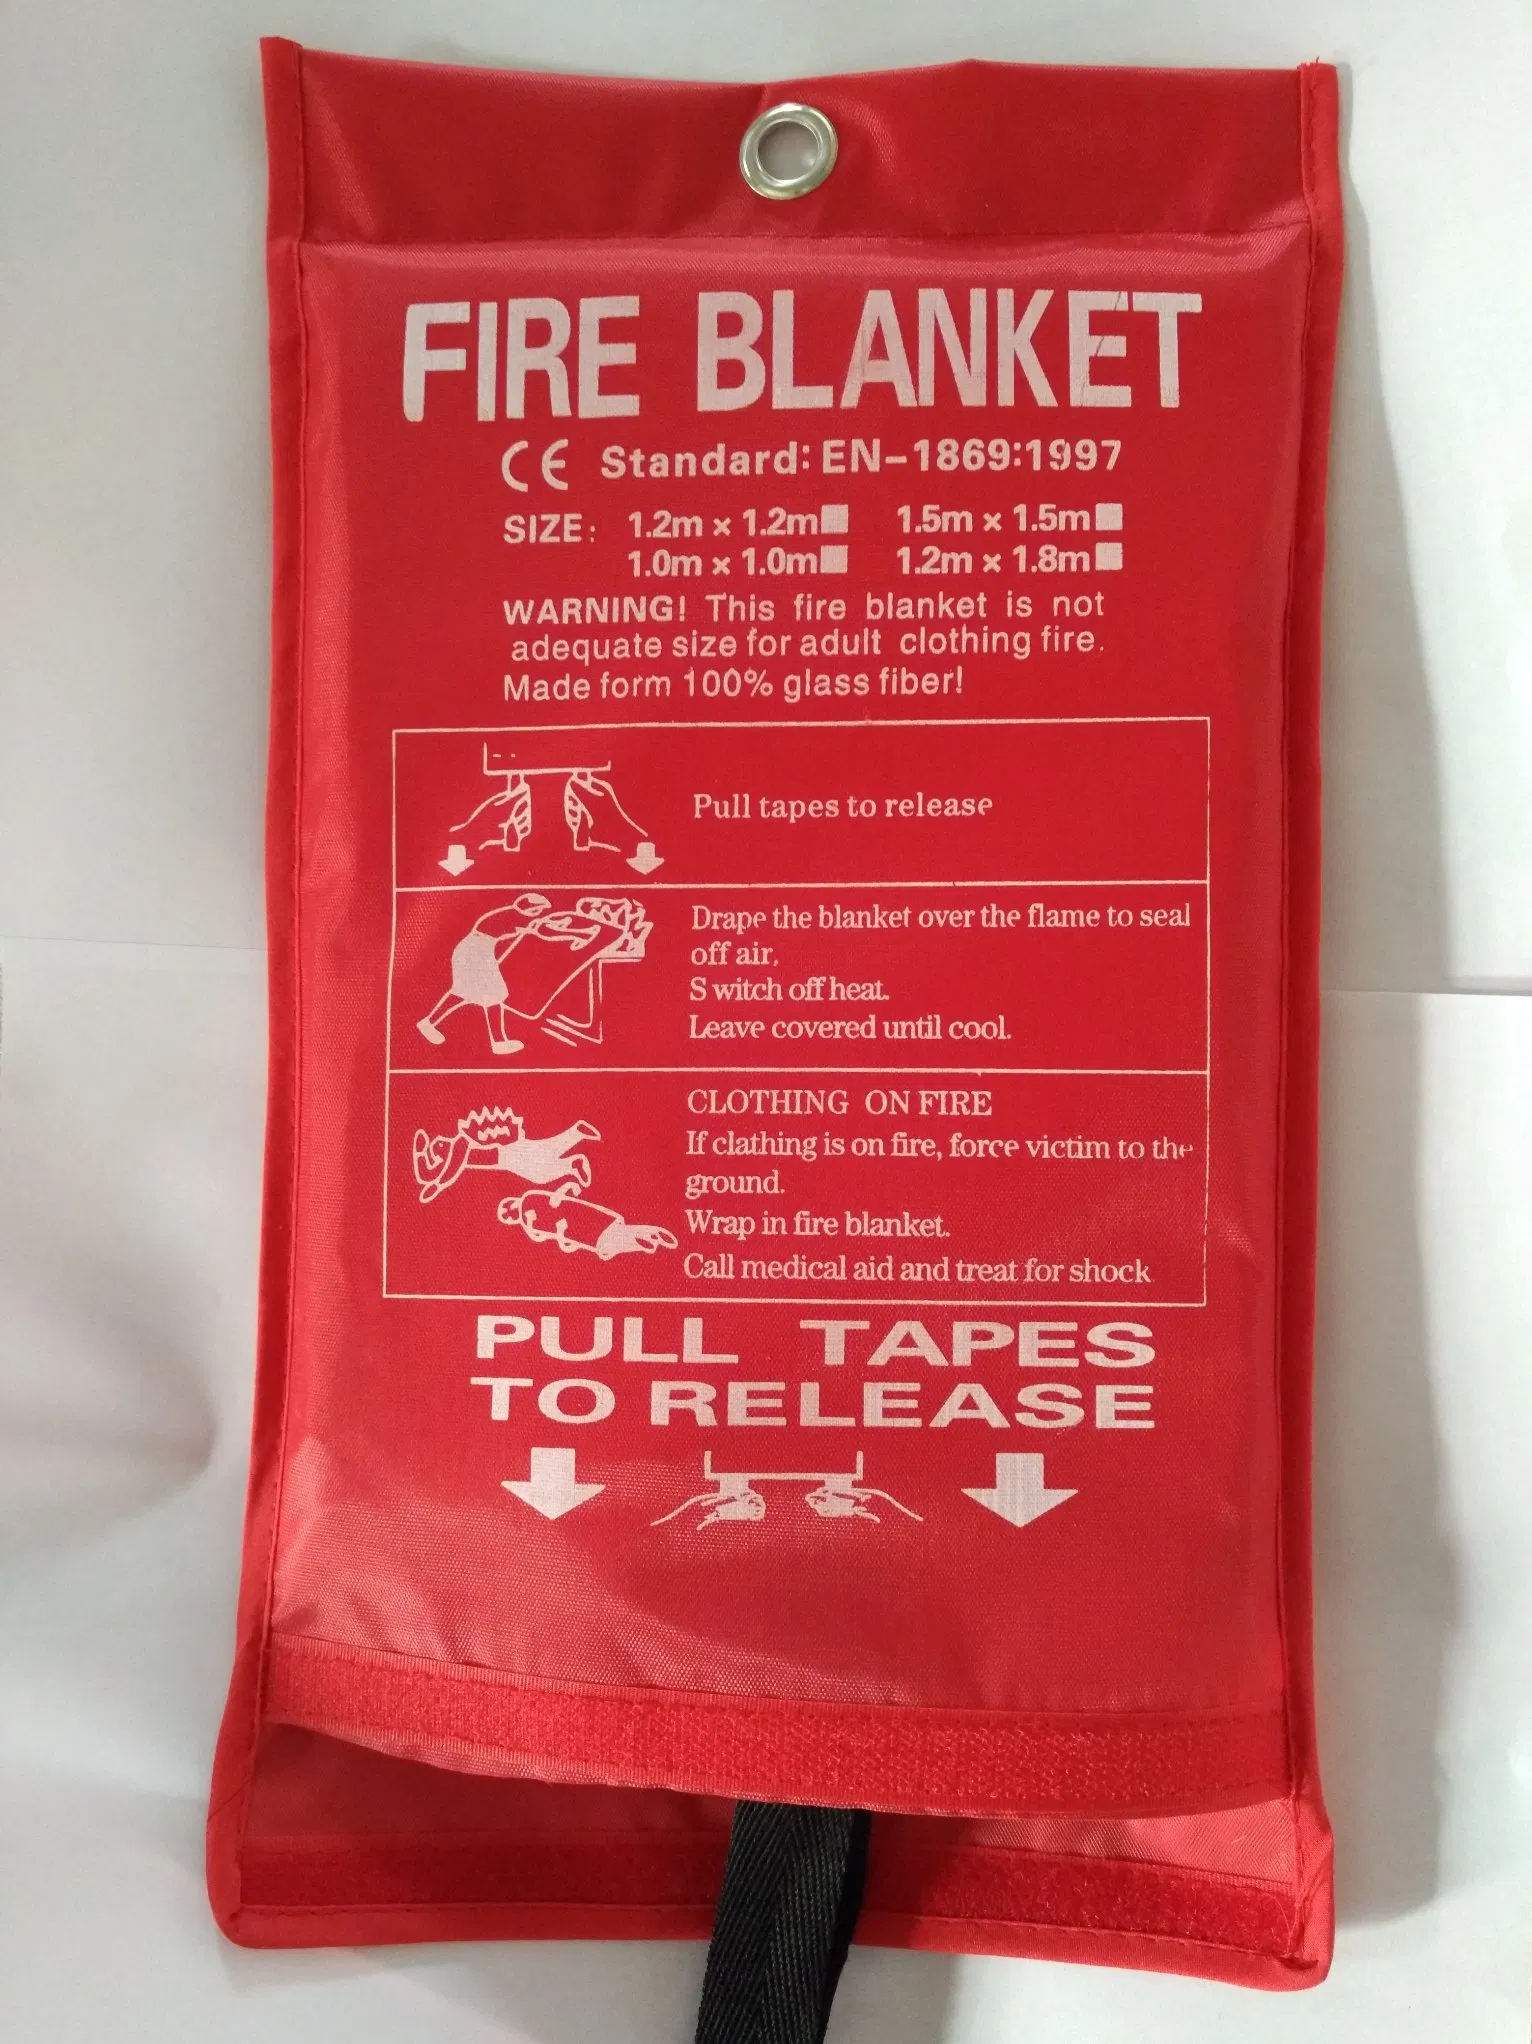 FIRE BLANKET
CE Standard: EN-1869:1997
SIZE: 1.2m x 1.2m 1.5m x 1.5m
1.0m x 1.0m 1.2m x 1.8m
WARNING! This fire blanket is not
adequate size for adult clothing fire.
Made form 100% glass fiber!
Pull tapes to release
Drape the blanket over the flame to seal
off air,
S witch off heat.
Leave covered until cool.
CLOTHING ON FIRE
If clathing is on fire, force victim to the
ground.
Wrap in fire blanket.
Call medical aid and treat for shock
PULL TAPES
TO RELEASE